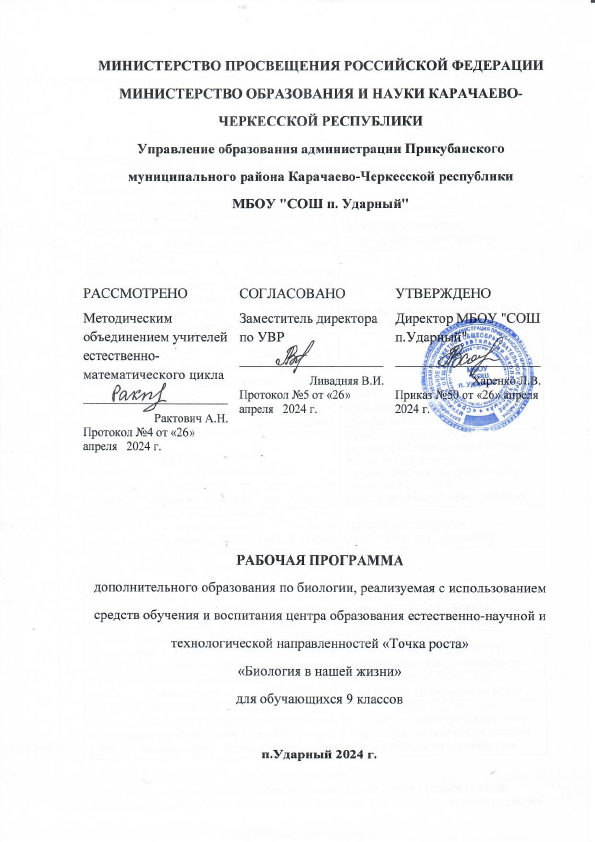 МИНИСТЕРСТВО ПРОСВЕЩЕНИЯ РОССИЙСКОЙ ФЕДЕРАЦИИ
МИНИСТЕРСТВО ОБРАЗОВАНИЯ И НАУКИ КАРАЧАЕВО-
ЧЕРКЕССКОЙ РЕСПУБЛИКИ
Управление образования администрации Прикубанского
муниципального района Карачаево-Черкесской республики
МБОУ "СОШ п. Ударный"
РАССМОТРЕНО
Методическим
объединением учителей
естественно-
математического цикла
Рактович А.Н.
Протокол №4 от «26»
апреля 2024 г.
СОГЛАСОВАНО
Заместитель директора
по УВР
Ливадняя В.И.
Протокол №5 от «26»
апреля 2024 г.
УТВЕРЖДЕНО
Директор МБОУ "СОШ
п.Ударный"
Харенко Л.В.
Приказ №50 от «26» апреля
2024 г.
МБОУ
СОШ
п. Ударный
РАБОЧАЯ ПРОГРАММА
дополнительного образования по биологии, реализуемая с использованием
средств обучения и воспитания центра образования естественно-научной и
технологической направленностей «Точка роста»
«Биология в нашей жизни»
для обучающихся 9 классов
п.Ударный 2024 г.